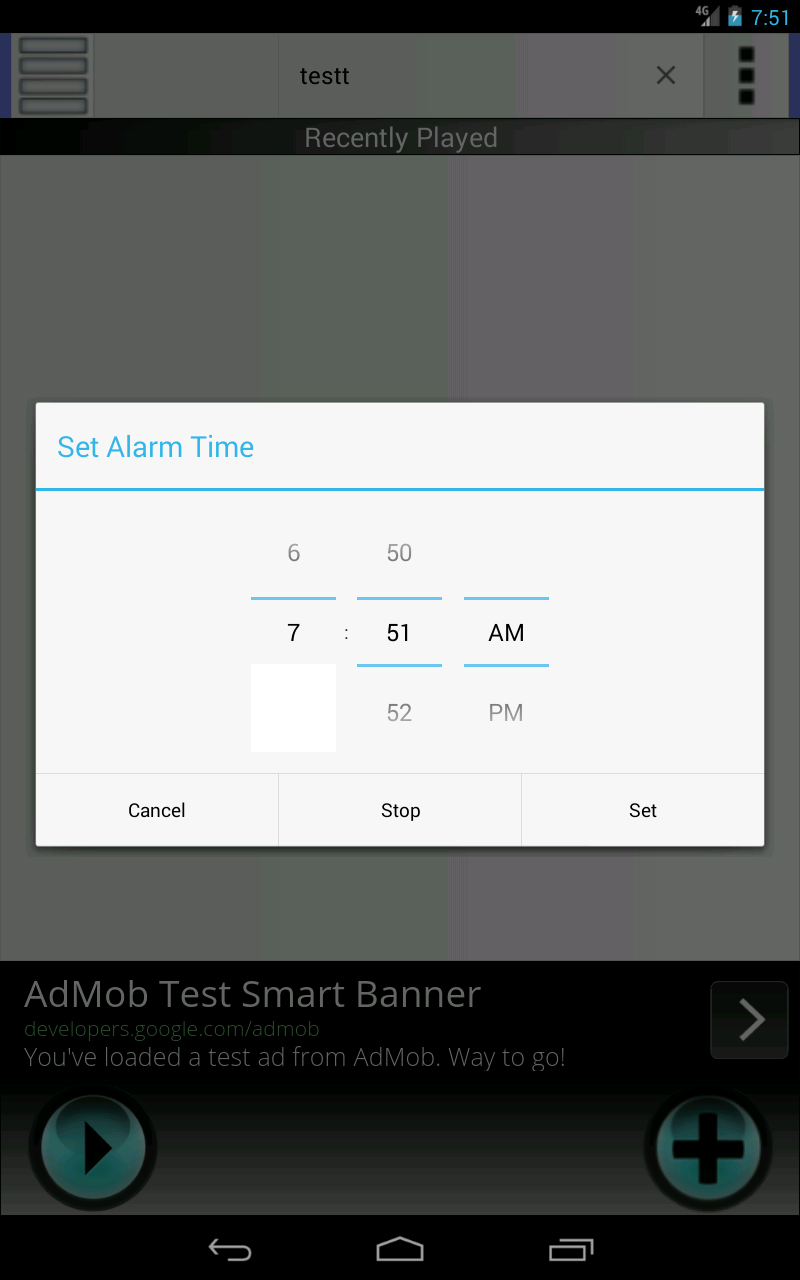 4G 7:51
testt
Recently Played
Set Alarm Time
6 50
7 : 51 AM
52 PM
Cancel Stop Set
AdMob Test Smart Banner
developers.google.com/admob
You've loaded a test ad from AdMob. Way to go!